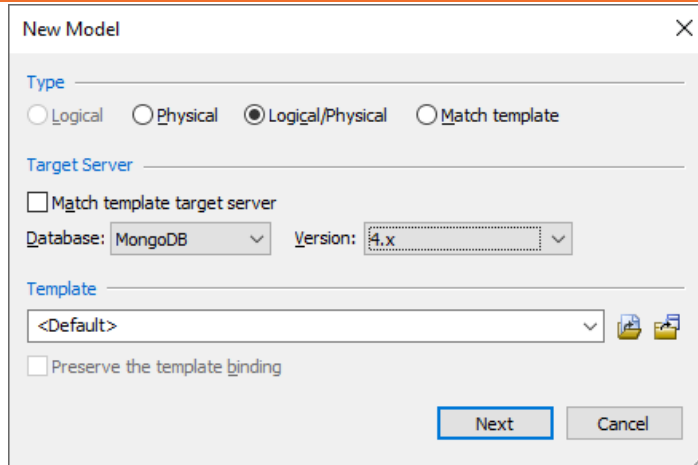 New Model
Type
Logical Physical Logical/Physical Match template
Target Server
Match template target server
Database: MongoDB Version: 4.x
Template
<Default>
Preserve the template binding
Next Cancel